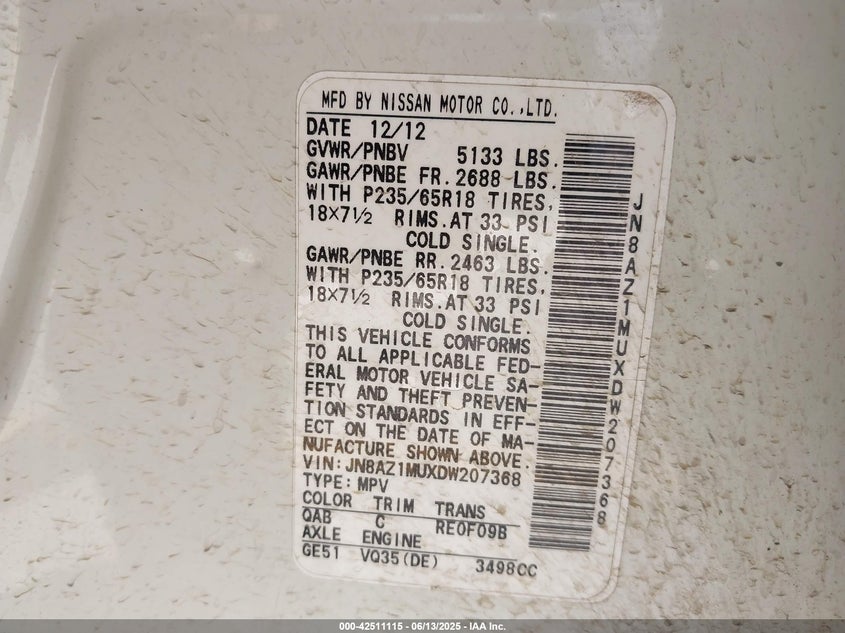 MFD BY NISSAN MOTOR CO.,LTD.
DATE 12/12
GVWR/PNBV 5133 LBS.
GAWR/PNBE FR.2688 LBS.
WITH P235/65R18 TIRES,
18×7½ RIMS.AT 33 PSI
COLD SINGLE.
GAWR/PNBE RR.2463 LBS.
WITH P235/65R18 TIRES,
18×7½ RIMS.AT 33 PSI
COLD SINGLE.
THIS VEHICLE CONFORMS
TO ALL APPLICABLE FED-
ERAL MOTOR VEHICLE SA-
FETY AND THEFT PREVEN-
TION STANDARDS IN EFF-
ECT ON THE DATE OF MA-
NUFACTURE SHOWN ABOVE.
VIN:JN8AZ1MUXDW207368
TYPE:MPV
COLOR TRIM TRANS
QAB C RE0F09B
AXLE ENGINE
GE51 VQ35(DE) 3498CC
JN8AZ1MUXDW207368
000-42511115 - 06/13/2025 - IAA Inc.